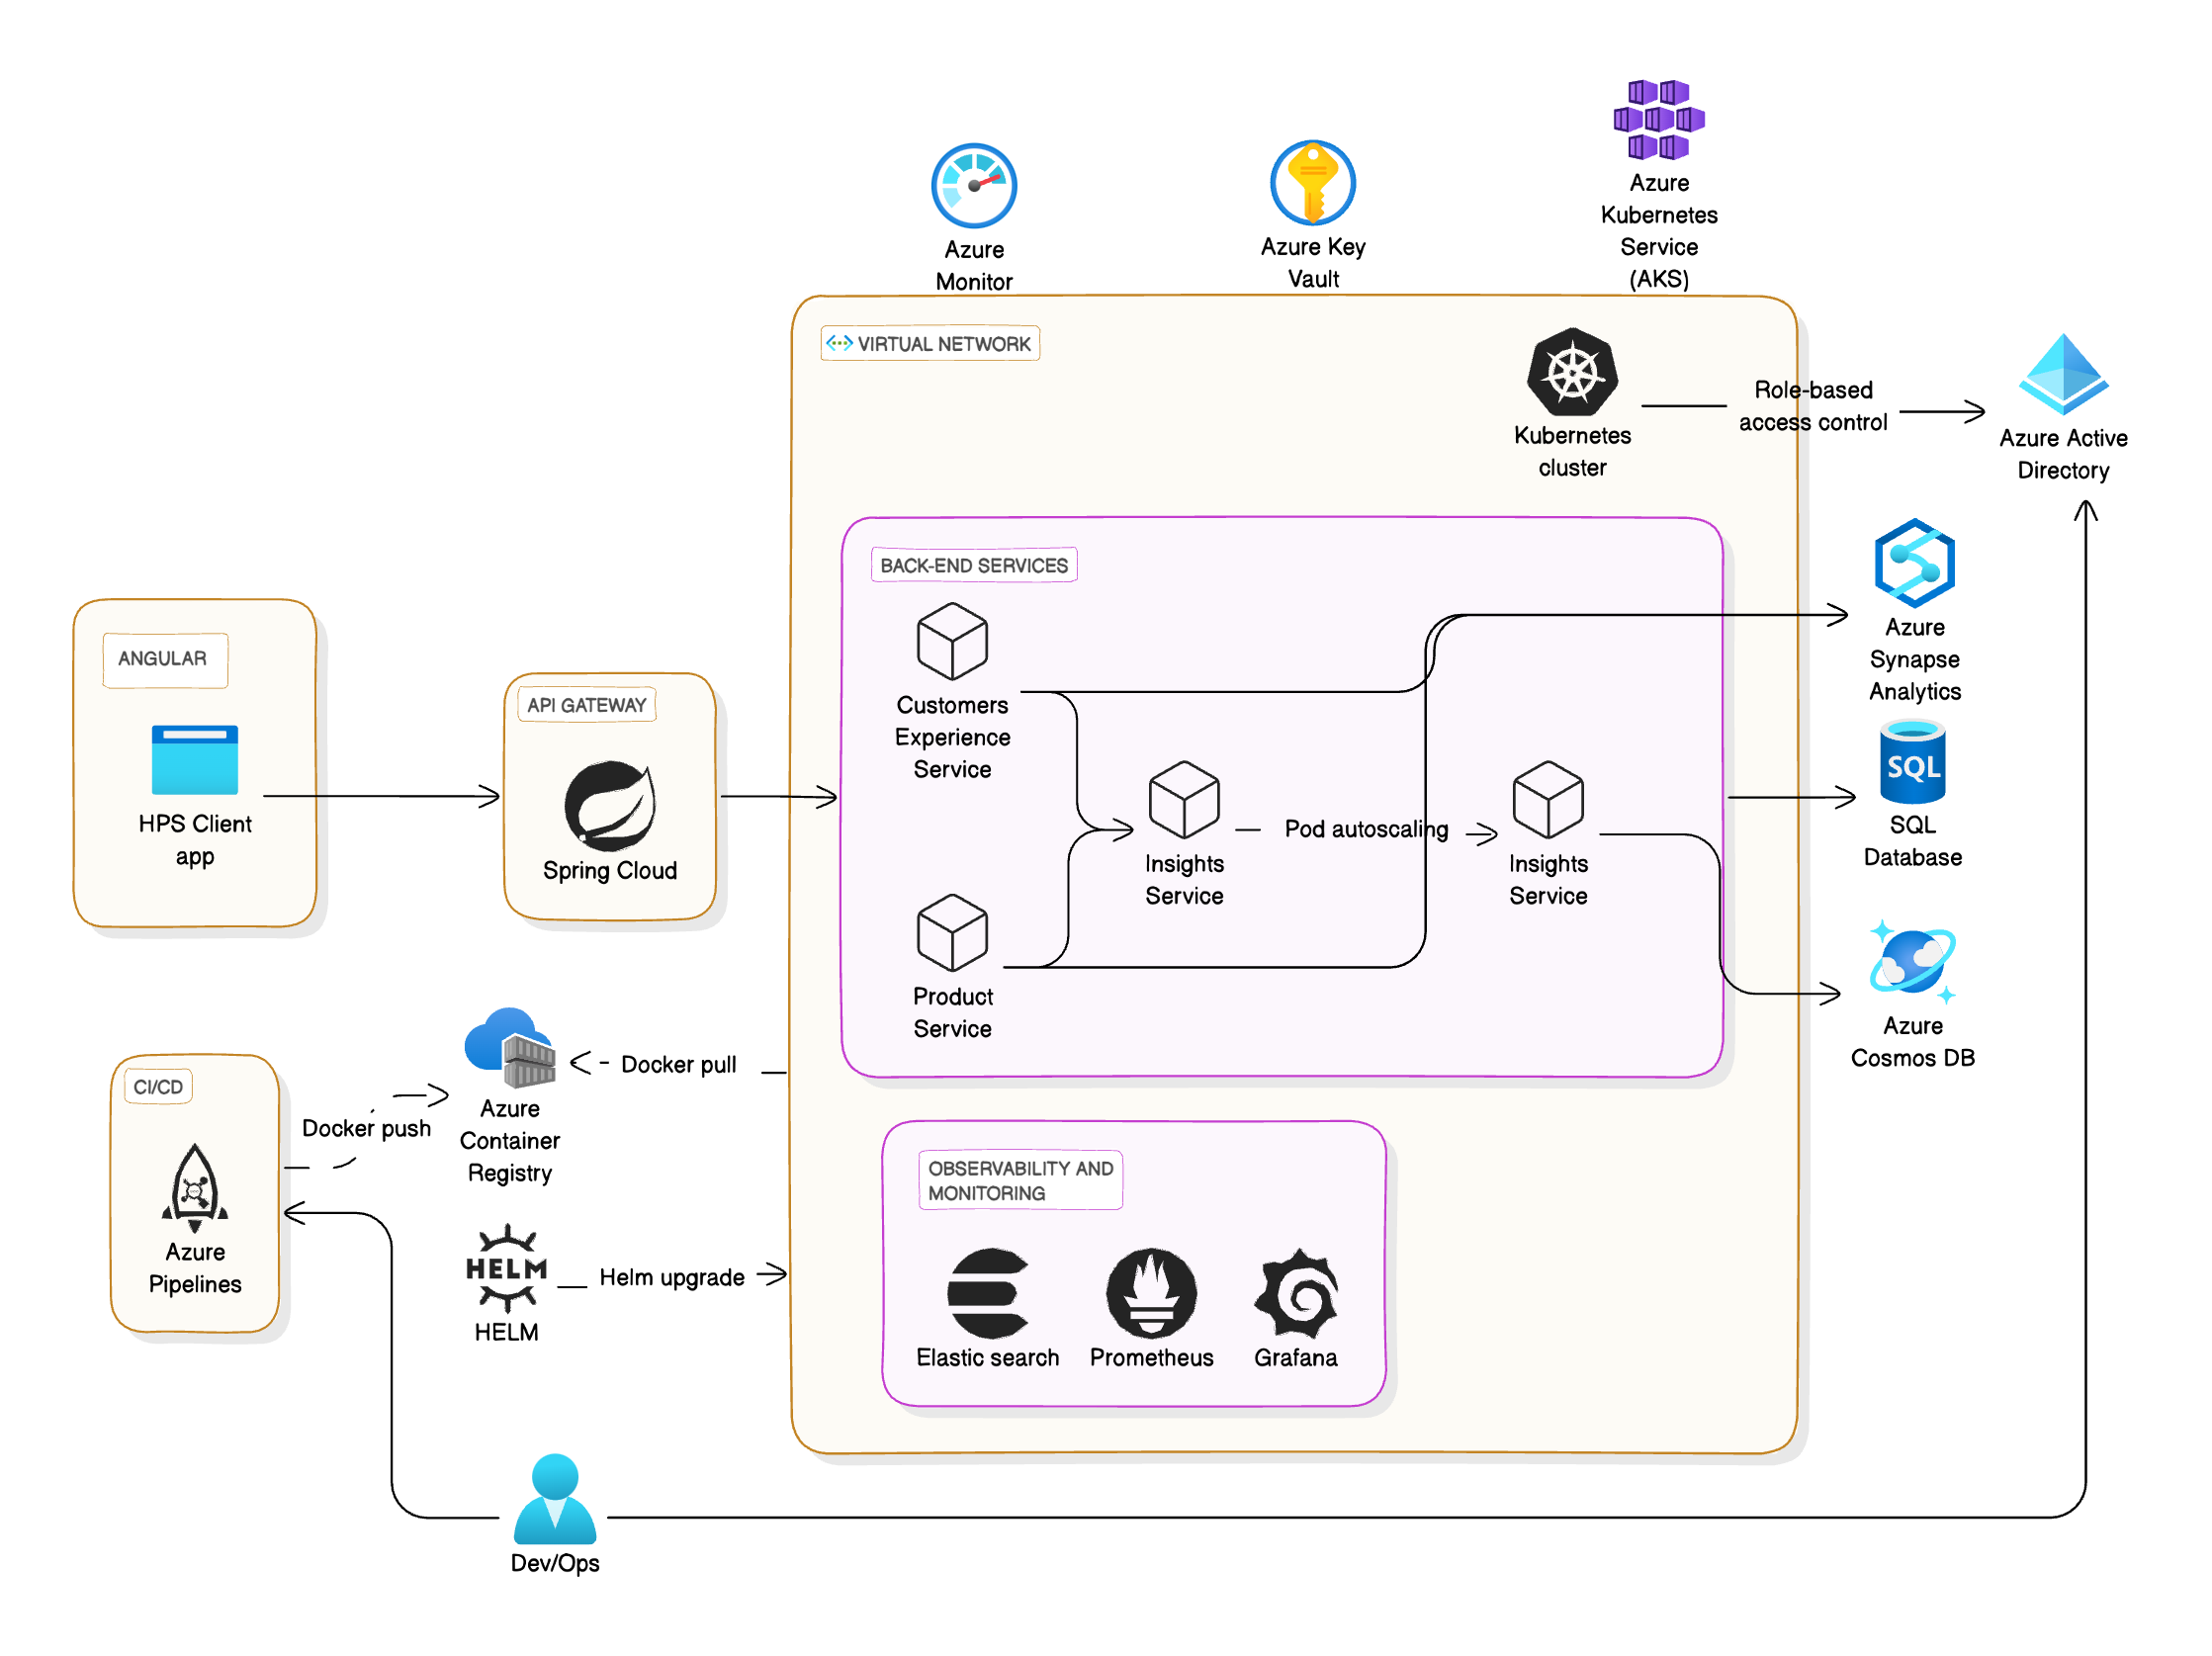 Azure
Monitor
Azure Key
Vault
Azure
Kubernetes
Service
(AKS)
VIRTUAL NETWORK
Kubernetes
cluster
Role-based
access control
Azure Active
Directory
BACK-END SERVICES
Customers
Experience
Service
Product
Service
Insights
Service
Pod autoscaling
Insights
Service
Azure
Synapse
Analytics
SQL
SQL
Database
Azure
Cosmos DB
ANGULAR
HPS Client
app
API GATEWAY
Spring Cloud
CI/CD
Azure
Pipelines
Docker push
Azure
Container
Registry
Docker pull
HELM
HELM
Helm upgrade
OBSERVABILITY AND
MONITORING
Elastic search
Prometheus
Grafana
Dev/Ops